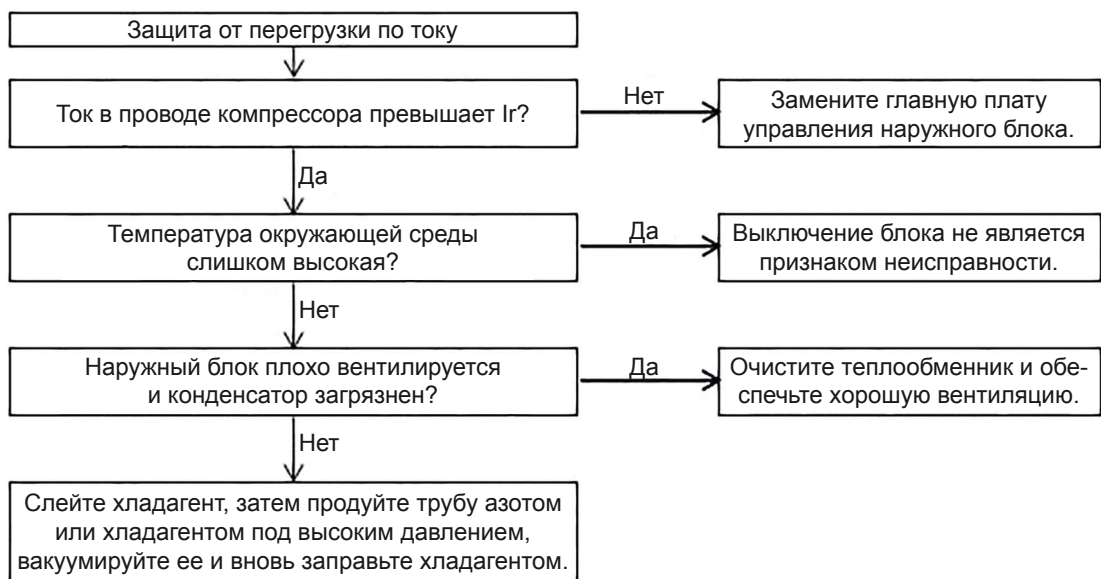 Защита от перегрузки по току
Ток в проводе компрессора превышает Ir?
Нет
Замените главную плату
управления наружного блока.
Да
Температура окружающей среды
слишком высокая?
Да
Выключение блока не является
признаком неисправности.
Нет
Наружный блок плохо вентилируется
и конденсатор загрязнен?
Да
Очистите теплообменник и обе-
спечьте хорошую вентиляцию.
Нет
Слейте хладагент, затем продуйте трубу азотом
или хладагентом под высоким давлением,
вакуумируйте ее и вновь заправьте хладагентом.